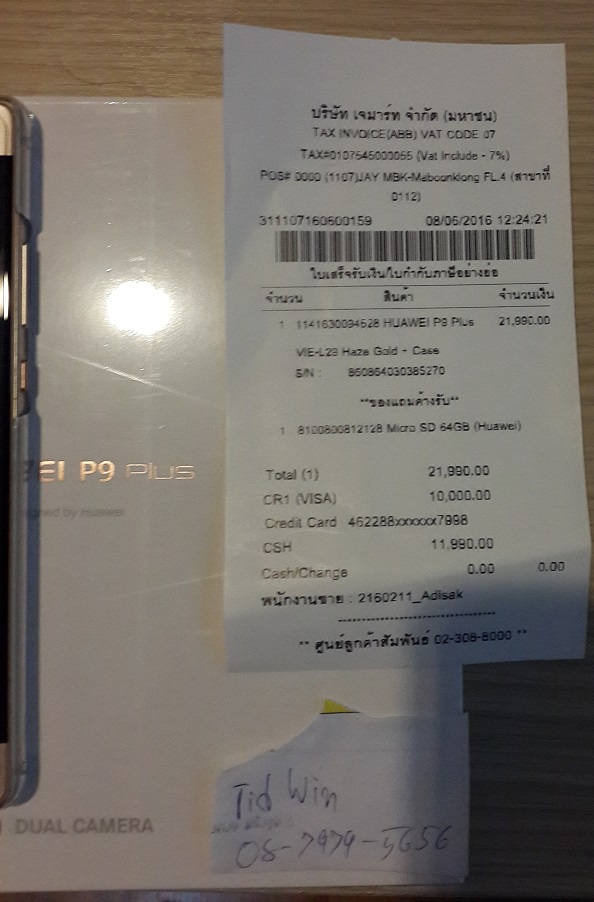 บริษัท เจมาร์ท จำกัด (มหาชน)
TAX INVOICE(ABB) VAT CODE 07
TAX#0107545000055 (Vat Include - 7%)
POS# 0000 (1107)JAY MBK-Maboonklong FL.4 (สาขาที่
0112)
311107160600159 08/06/2016 12:24:21
ใบเสร็จรับเงิน/ใบกำกับภาษีอย่างย่อ
จำนวน สินค้า จำนวนเงิน
1 1141630094628 HUAWEI P9 Plus 21,990.00
VIE-L29 Haze Gold + Case
S/N : 860864030385270
**ของแถมค้างรับ**
1 8100800812128 Micro SD 64GB (Huawei)
Total (1) 21,990.00
CR1 (VISA) 10,000.00
Credit Card 462288xxxxxx7998
CSH 11,990.00
Cash/Change 0.00 0.00
พนักงานขาย : 2160211_Adisak
** ศูนย์ลูกค้าสัมพันธ์ 02-308-8000 **
EI P9 Plus
by Huawei
Tid Win
08-7979-5656
DUAL CAMERA